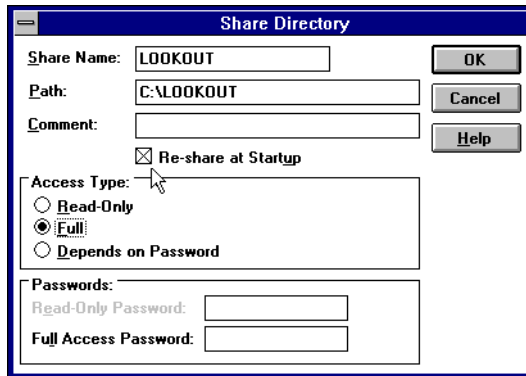 Share Directory
Share Name: LOOKOUT
OK
Path: C:\LOOKOUT
Cancel
Comment:
Help
Re-share at Startup
Access Type:
Read-Only
Full
Depends on Password
Passwords:
Read-Only Password:
Full Access Password: